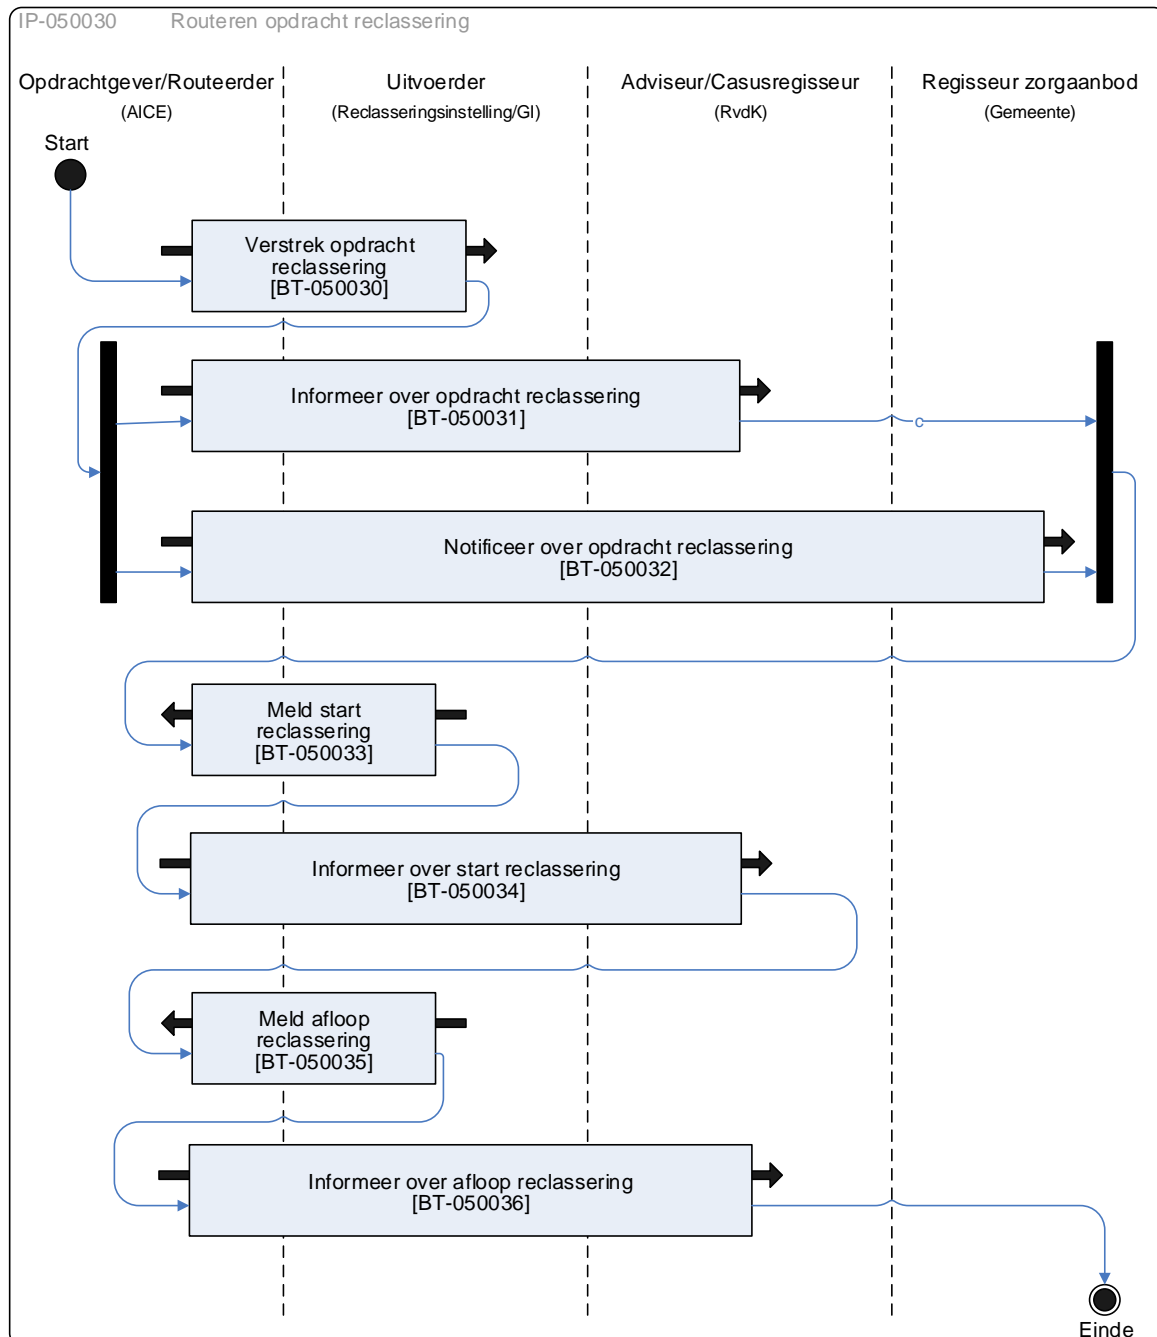 IP-050030 Routeren opdracht reclassering
Opdrachtgever/Routeerder
(AICE)
Uitvoerder
(Reclasseringsinstelling/GI)
Adviseur/Casusregisseur
(RvdK)
Regisseur zorgaanbod
(Gemeente)
Start
Verstrek opdracht
reclassering
[BT-050030]
Informeer over opdracht reclassering
[BT-050031]
c
Notificeer over opdracht reclassering
[BT-050032]
Meld start
reclassering
[BT-050033]
Informeer over start reclassering
[BT-050034]
Meld afloop
reclassering
[BT-050035]
Informeer over afloop reclassering
[BT-050036]
Einde